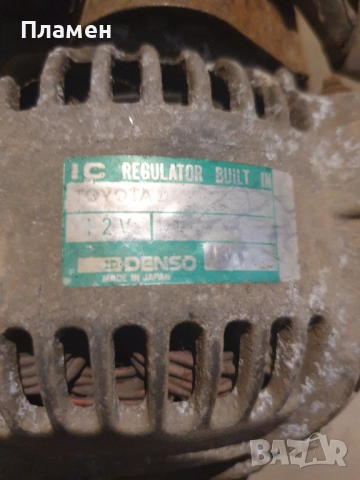 Пламен
IC REGULATOR BUILT IN
TOYOTA
12V
DENSO
MADE IN JAPAN
BAZAR